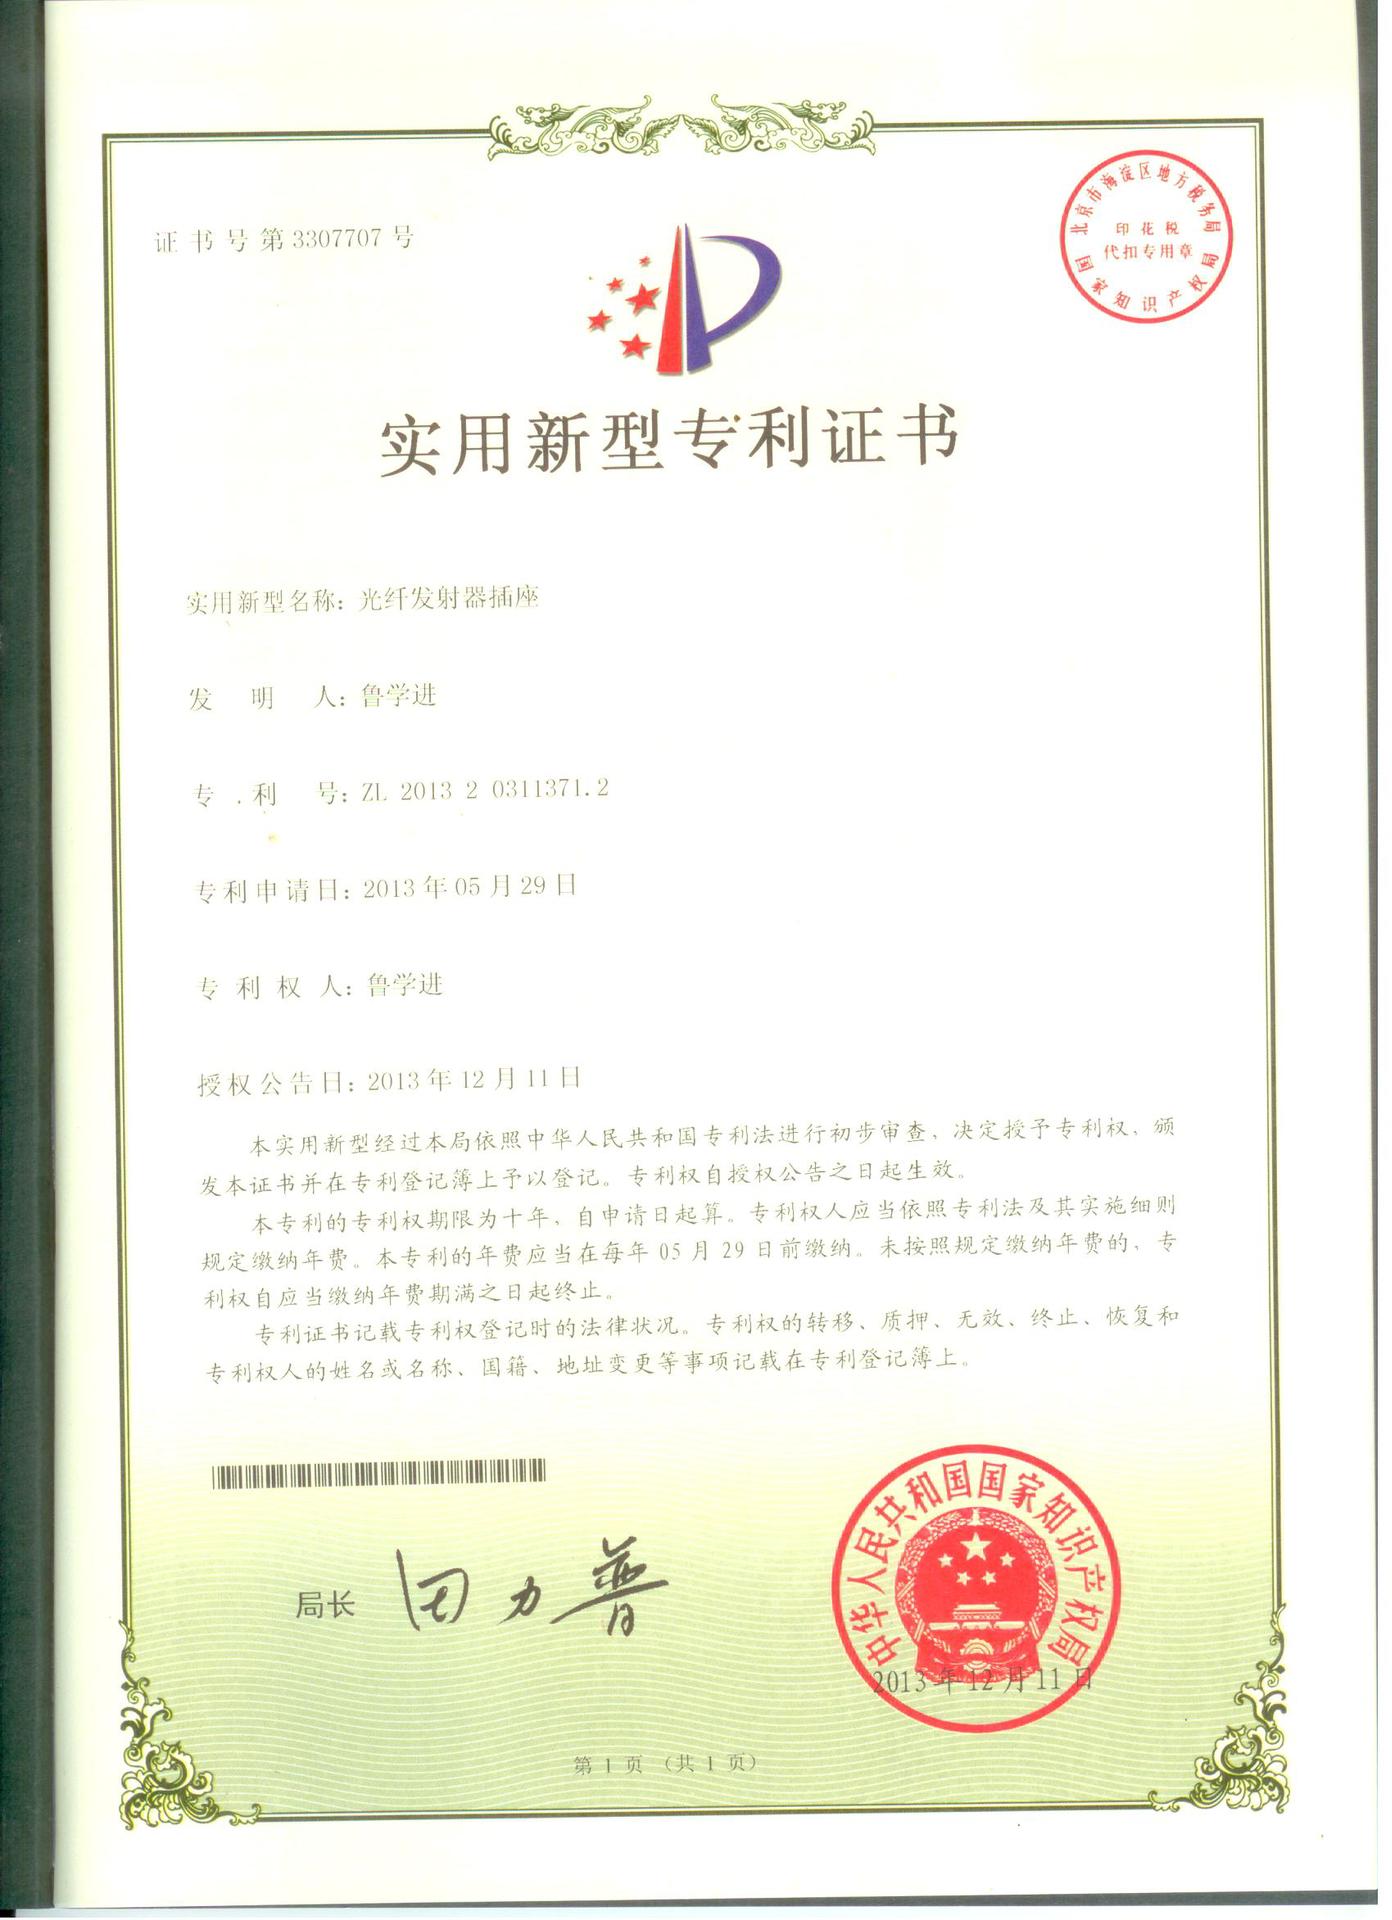 证书号第3307707号
北京市海淀区地方税务局
印花税
代扣专用章
国家知识产权局
实用新型专利证书
实用新型名称：光纤发射器插座
发明人：鲁学进
专利号：ZL 2013 2 0311371.2
专利申请日：2013年05月29日
专利权人：鲁学进
授权公告日：2013年12月11日
本实用新型经过本局依照中华人民共和国专利法进行初步审查，决定授予专利权，颁
发本证书并在专利登记簿上予以登记。专利权自授权公告之日起生效。
本专利的专利权期限为十年，自申请日起算。专利权人应当依照专利法及其实施细则
规定缴纳年费。本专利的年费应当在每年05月29日前缴纳。未按照规定缴纳年费的，专
利权自应当缴纳年费期满之日起终止。
专利证书记载专利权登记时的法律状况。专利权的转移、质押、无效、终止、恢复和
专利权人的姓名或名称、国籍、地址变更等事项记载在专利登记簿上。
局长 田力普
中华人民共和国国家知识产权局
2013年12月11日
第1页（共1页）